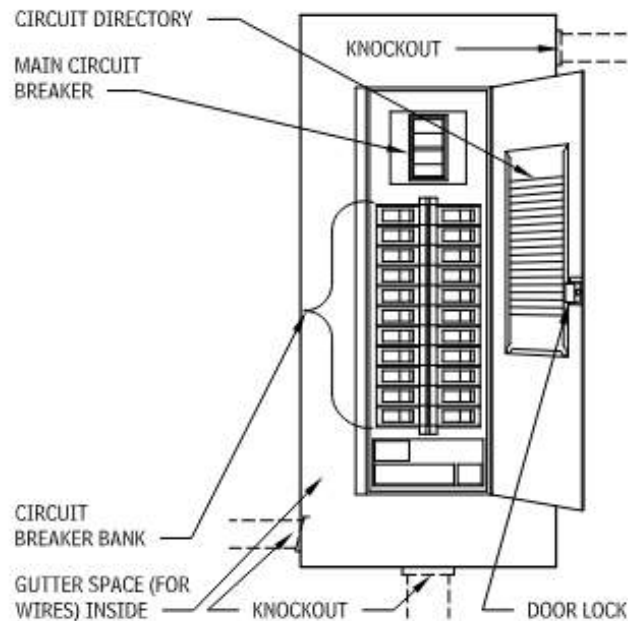 CIRCUIT DIRECTORY
KNOCKOUT
MAIN CIRCUIT
BREAKER
CIRCUIT
BREAKER BANK
GUTTER SPACE (FOR
WIRES) INSIDE
KNOCKOUT
DOOR LOCK